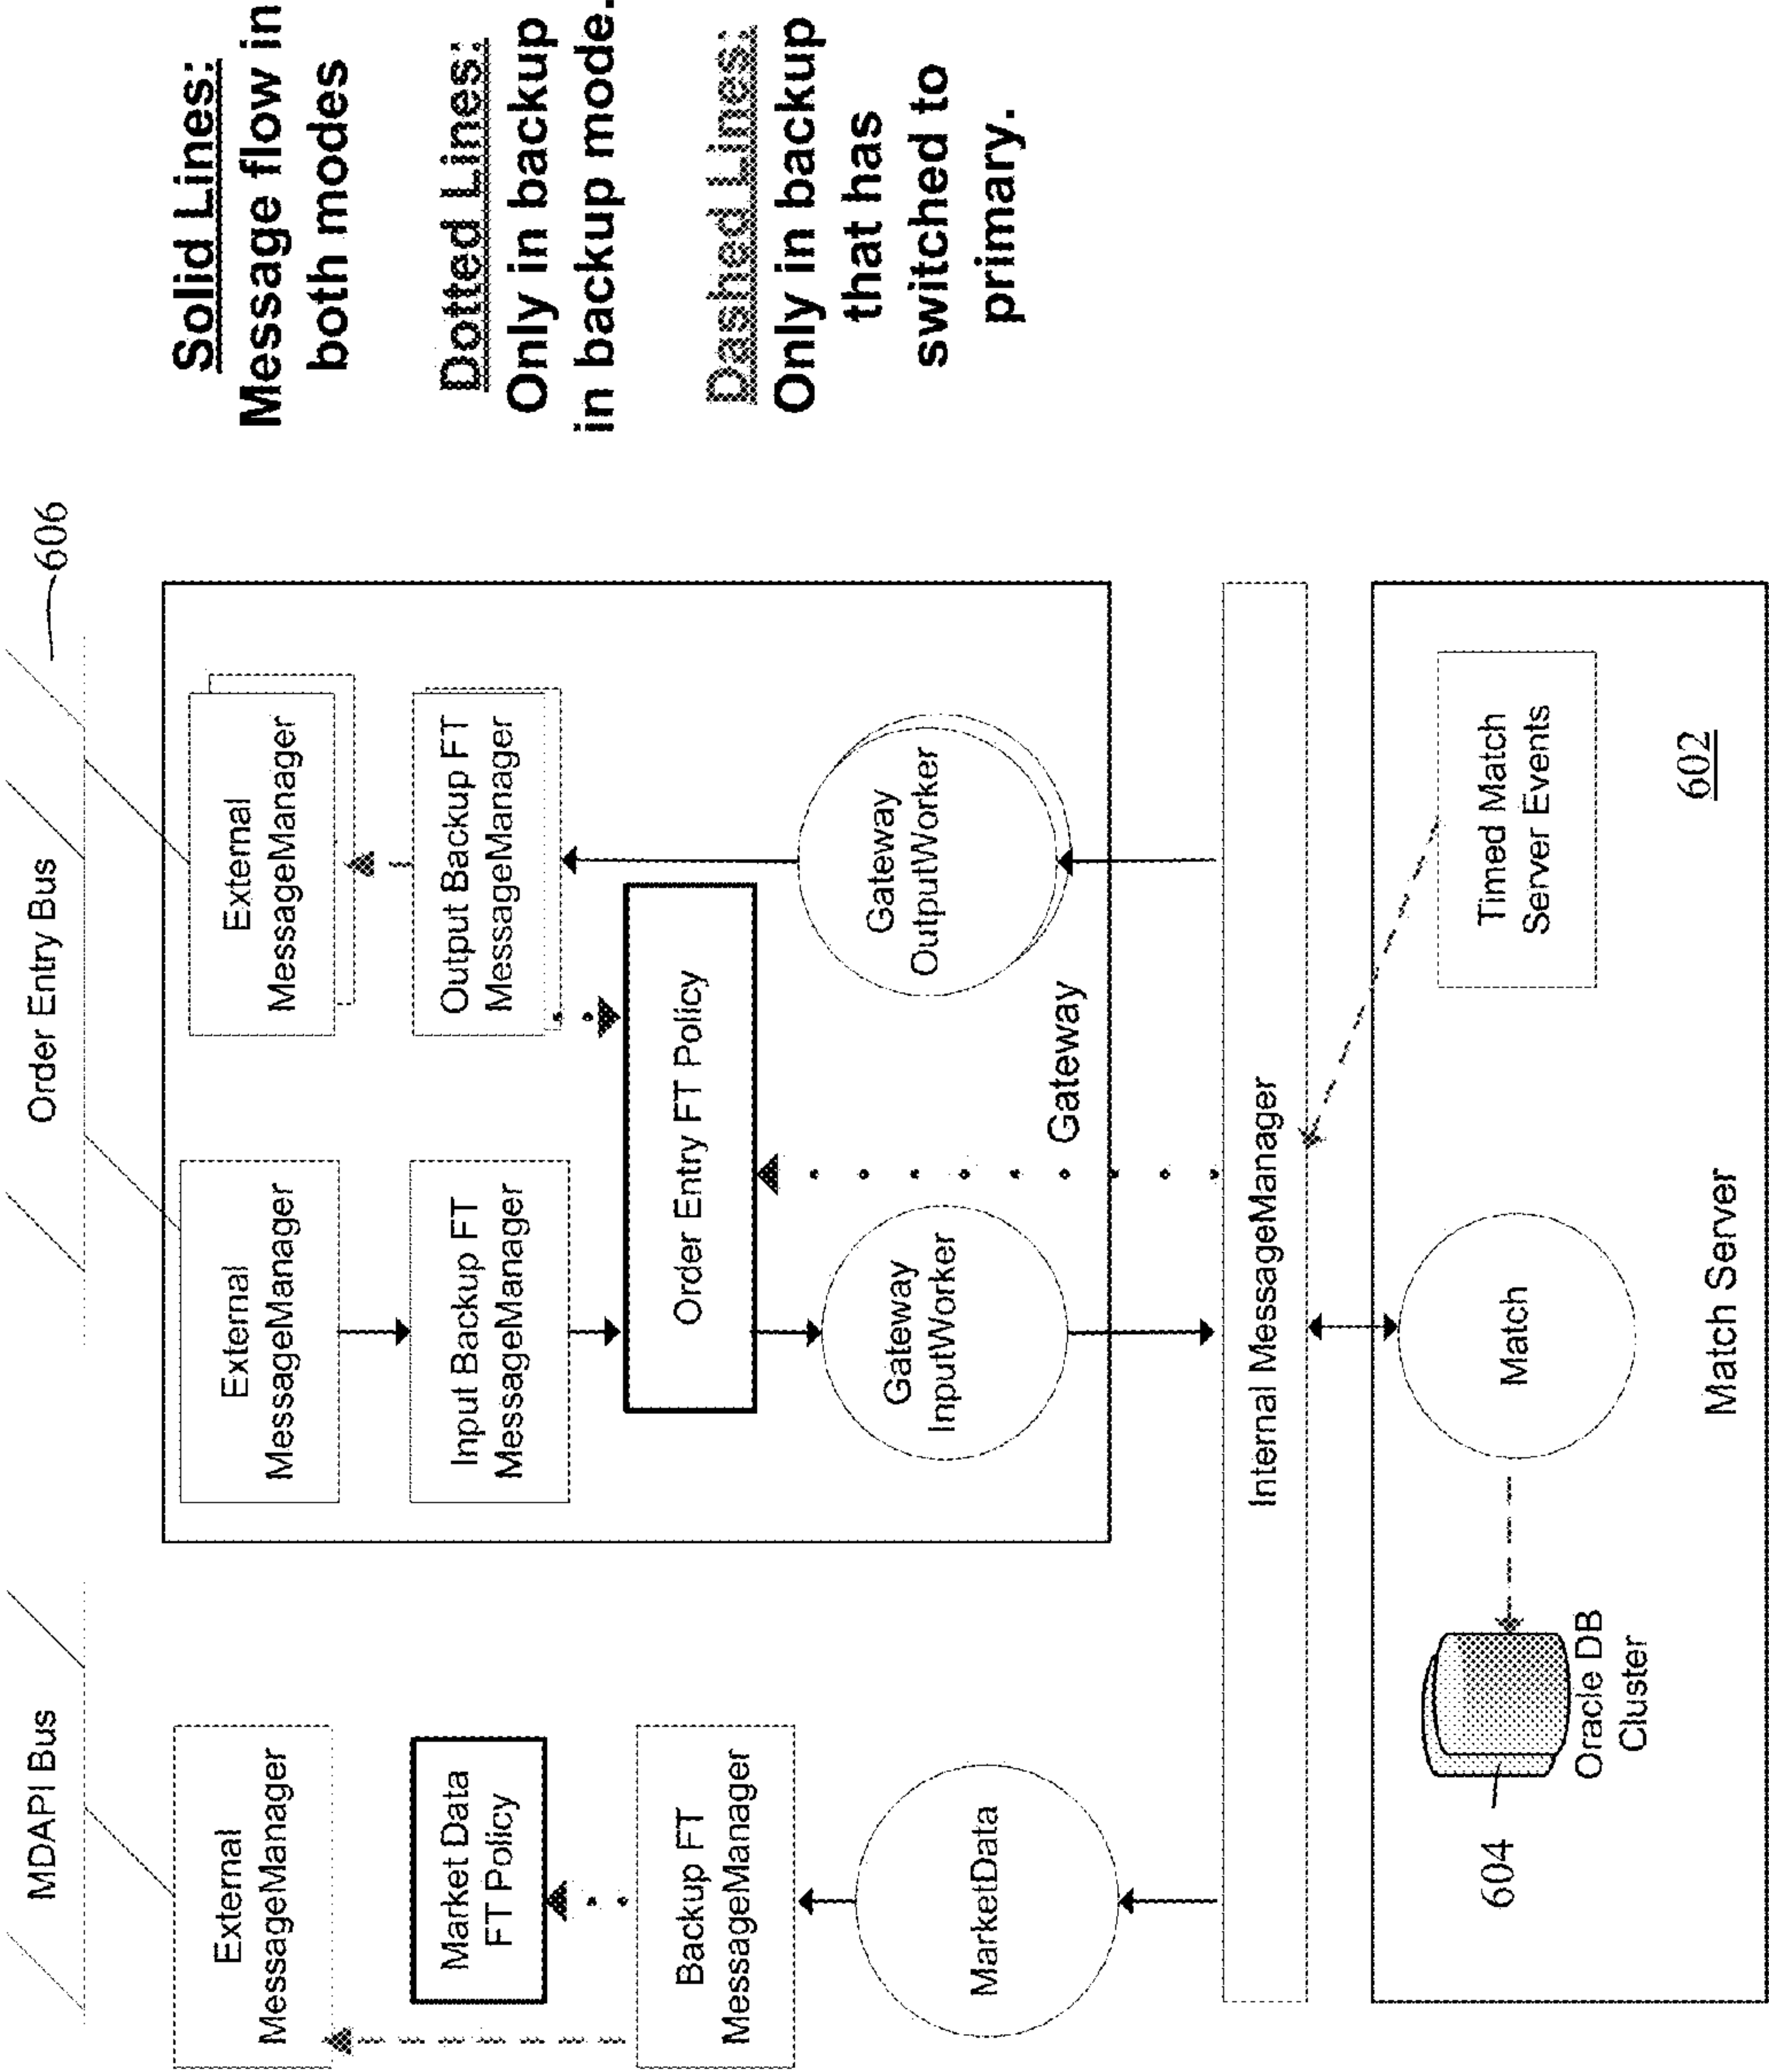 MDAPI Bus
Order Entry Bus
606
External
MessageManager
External
MessageManager
External
MessageManager
Market Data
FT Policy
Input Backup FT
MessageManager
Output Backup FT
MessageManager
Backup FT
MessageManager
Order Entry FT Policy
MarketData
Gateway
InputWorker
Gateway
OutputWorker
Gateway
Internal MessageManager
604
Oracle DB
Cluster
Match
Timed Match
Server Events
Match Server
602
Solid Lines:
Message flow in
both modes
Dotted Lines:
Only in backup
in backup mode.
Dashed Lines:
Only in backup
that has
switched to
primary.